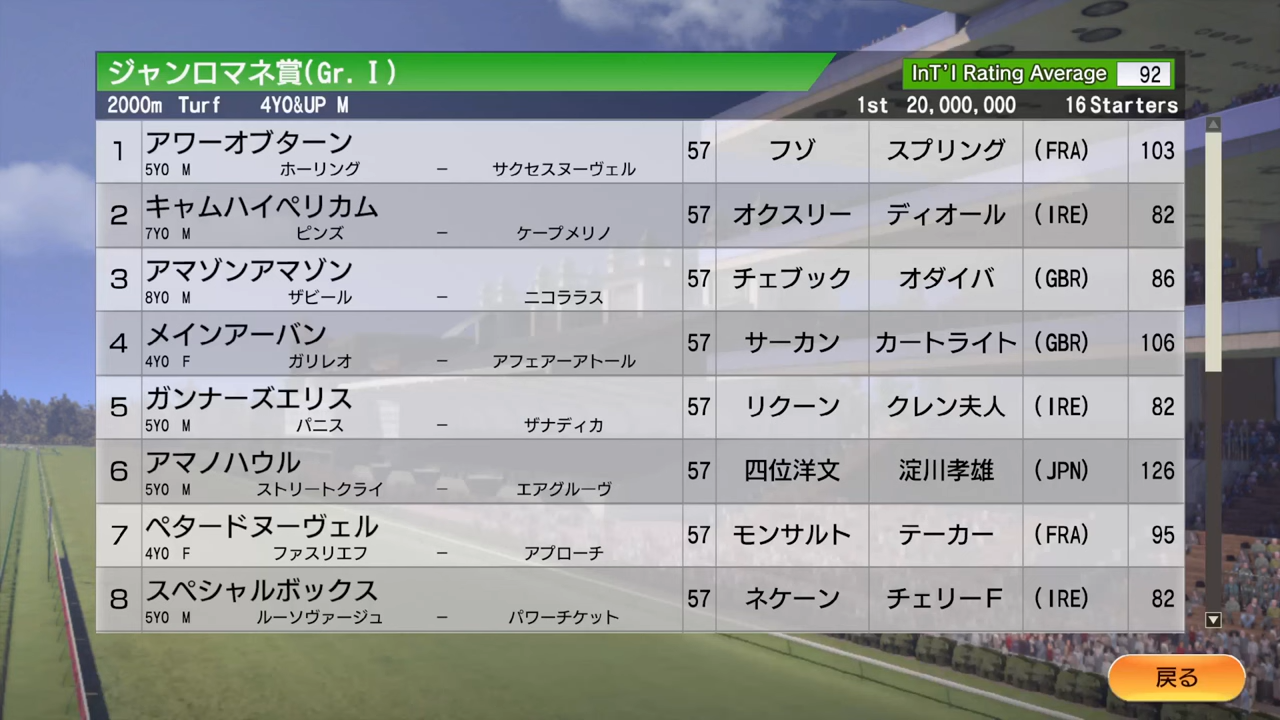 ジャンロマネ賞(Gr.Ⅰ)
InT'l Rating Average 92
2000m Turf 4YO&UP M 1st 20,000,000 16Starters
1 アワーオブターン 57 フゾ スプリング (FRA) 103
5YO M ホーリング － サクセスヌーヴェル
2 キャムハイペリカム 57 オクスリー ディオール (IRE) 82
7YO M ピンズ － ケープメリノ
3 アマゾンアマゾン 57 チェブック オダイバ (GBR) 86
8YO M ザビール － ニコララス
4 メインアーバン 57 サーカン カートライト (GBR) 106
4YO F ガリレオ － アフェアーアトール
5 ガンナーズエリス 57 リクーン クレン夫人 (IRE) 82
5YO M パニス － ザナディカ
6 アマノハウル 57 四位洋文 淀川孝雄 (JPN) 126
5YO M ストリートクライ － エアグルーヴ
7 ペタードヌーヴェル 57 モンサルト テーカー (FRA) 95
4YO F ファスリエフ － アプローチ
8 スペシャルボックス 57 ネケーン チェリーＦ (IRE) 82
5YO M ルーソヴァージュ － パワーチケット
戻る